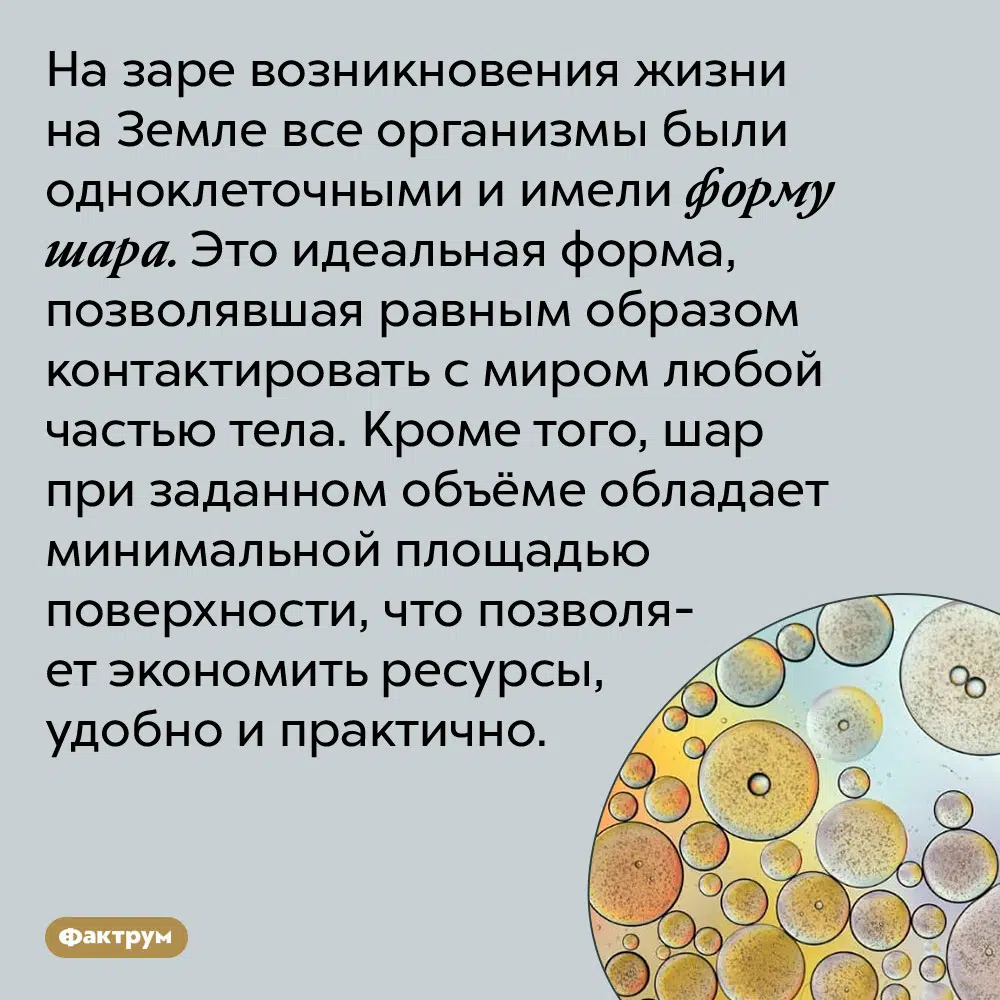 На заре возникновения жизни
на Земле все организмы были
одноклеточными и имели форму
шара. Это идеальная форма,
позволявшая равным образом
контактировать с миром любой
частью тела. Кроме того, шар
при заданном объёме обладает
минимальной площадью
поверхности, что позволя-
ет экономить ресурсы,
удобно и практично.
Фактрум